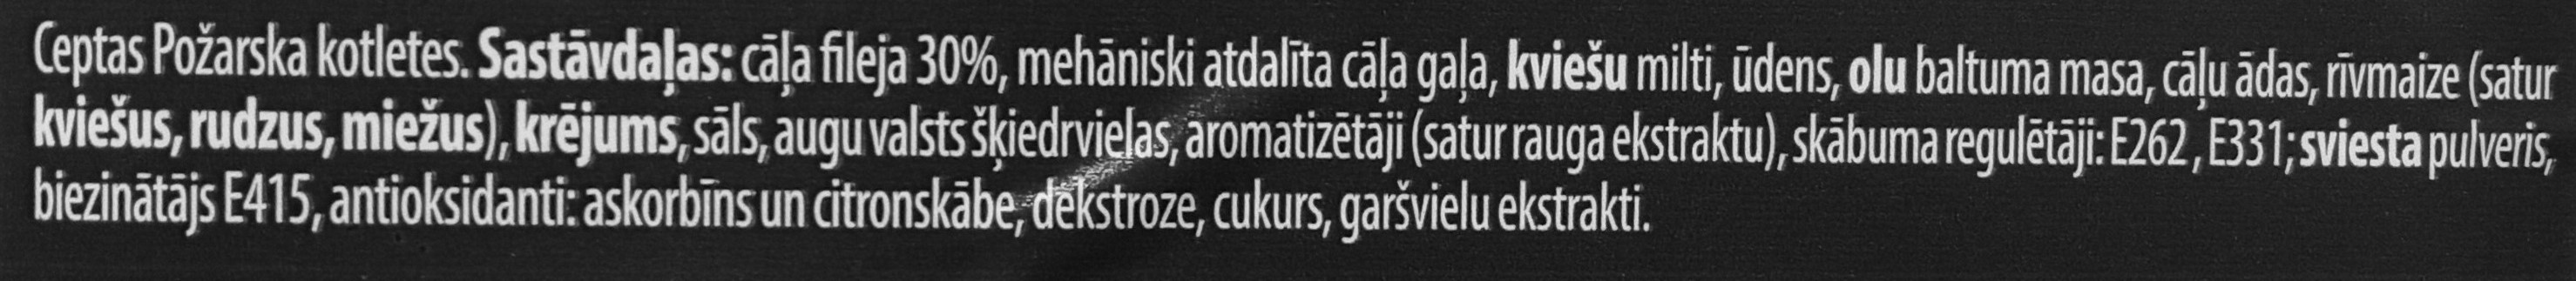 Ceptas Požarska kotletes. Sastāvdaļas: cāļa fileja 30%, mehāniski atdalīta cāļa gaļa, kviešu milti, ūdens, olu baltuma masa, cāļu ādas, rīvmaize (satur
kviešus, rudzus, miežus), krējums, sāls, augu valsts šķiedrvielas, aromatizētāji (satur rauga ekstraktu), skābuma regulētāji: E262, E331; sviesta pulveris,
biezinātājs E415, antioksidanti: askorbīns un citronskābe, dekstroze, cukurs, garšvielu ekstrakti.